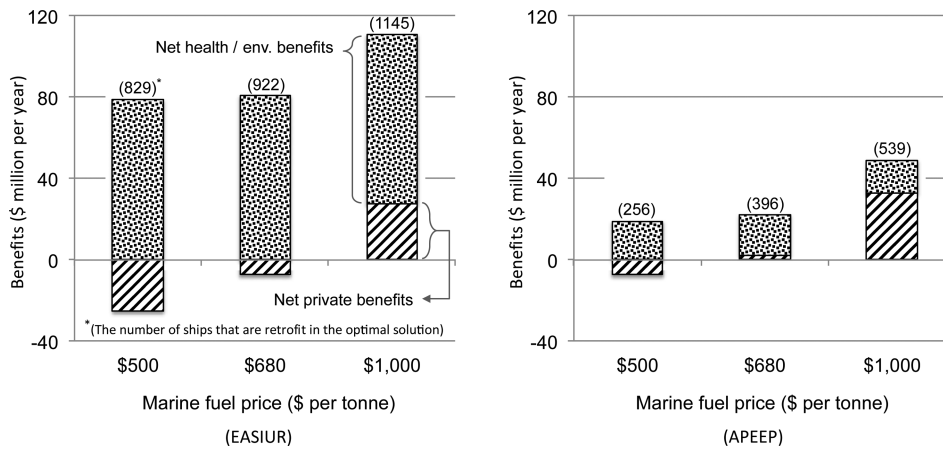 120
80
40
0
-40
Benefits ($ million per year)
(829)*
(922)
(1145)
Net health / env. benefits
Net private benefits
*(The number of ships that are retrofit in the optimal solution)
$500
$680
$1,000
Marine fuel price ($ per tonne)
(EASIUR)
120
80
40
0
-40
Benefits ($ million per year)
(256)
(396)
(539)
$500
$680
$1,000
Marine fuel price ($ per tonne)
(APEEP)